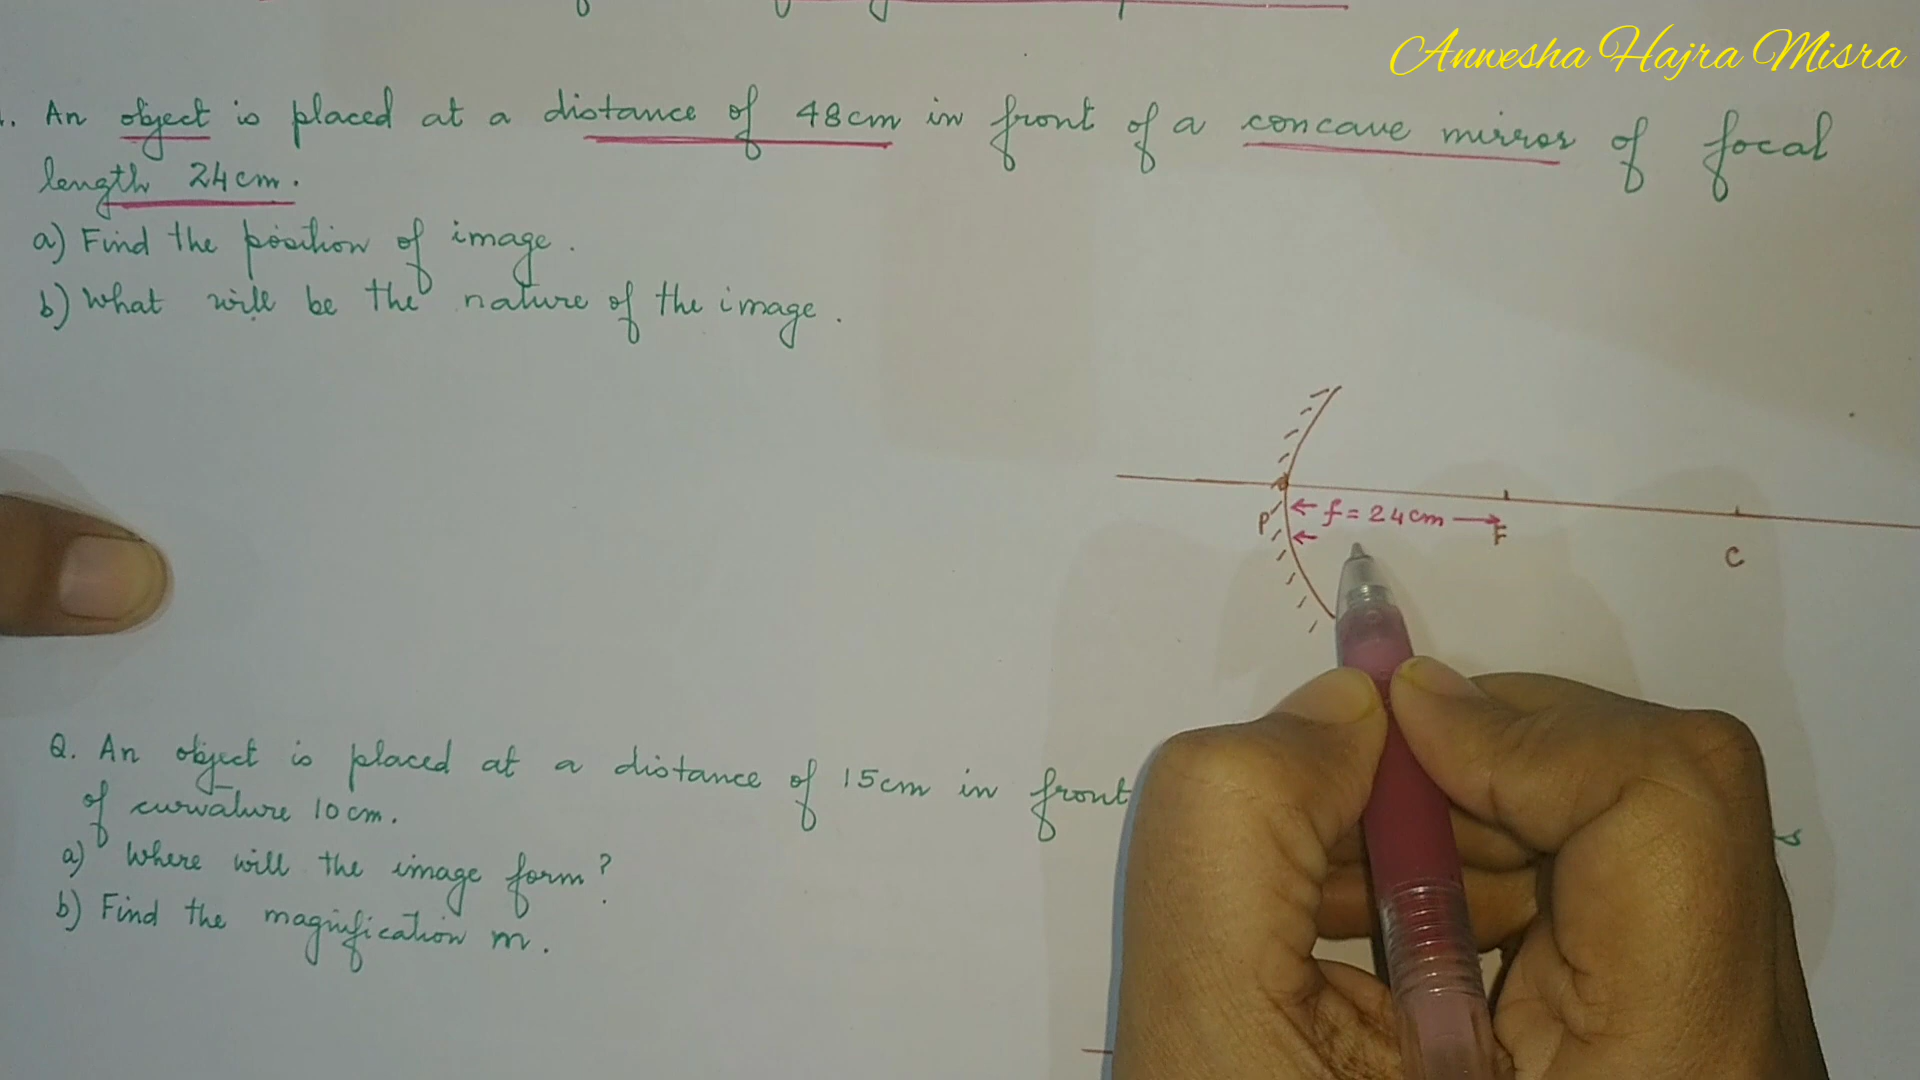 Anwesha Hajra Misra
. An object is placed at a distance of 48cm in front of a concave mirror of focal
length 24cm.
a) Find the position of image.
b) What will be the nature of the image.
P
f = 24cm
F
C
Q. An object is placed at a distance of 15cm in front
of curvature 10cm.
a) Where will the image form?
b) Find the magnification m.